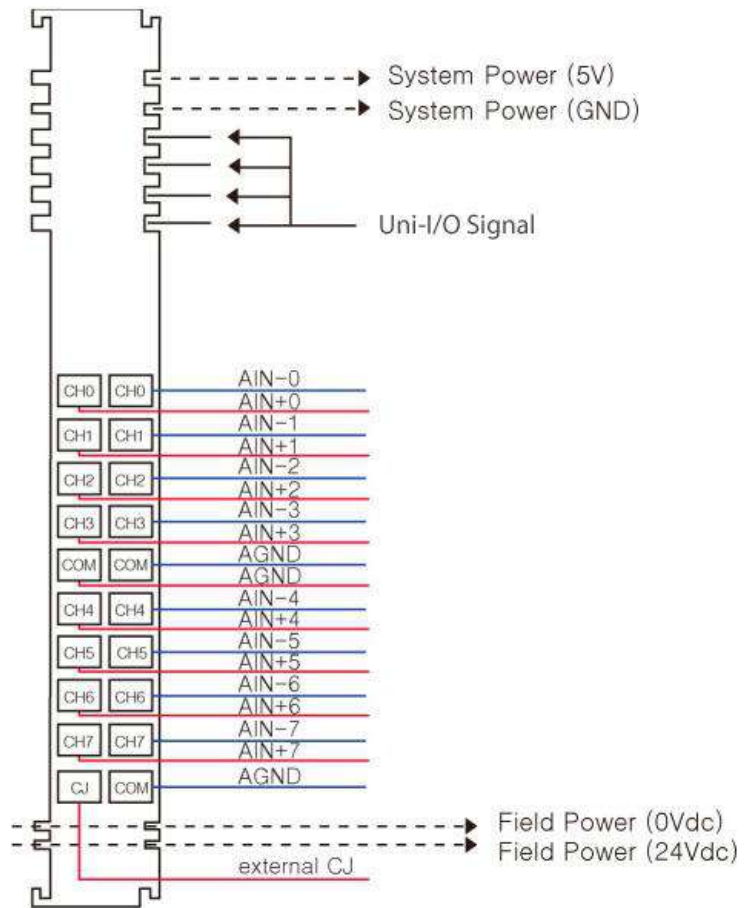 System Power (5V)
System Power (GND)
Uni-I/O Signal
CH0 CH0 AIN-0
AIN+0
CH1 CH1 AIN-1
AIN+1
CH2 CH2 AIN-2
AIN+2
CH3 CH3 AIN-3
AIN+3
COM COM AGND
AGND
CH4 CH4 AIN-4
AIN+4
CH5 CH5 AIN-5
AIN+5
CH6 CH6 AIN-6
AIN+6
CH7 CH7 AIN-7
AIN+7
CJ COM AGND
Field Power (0Vdc)
Field Power (24Vdc)
external CJ